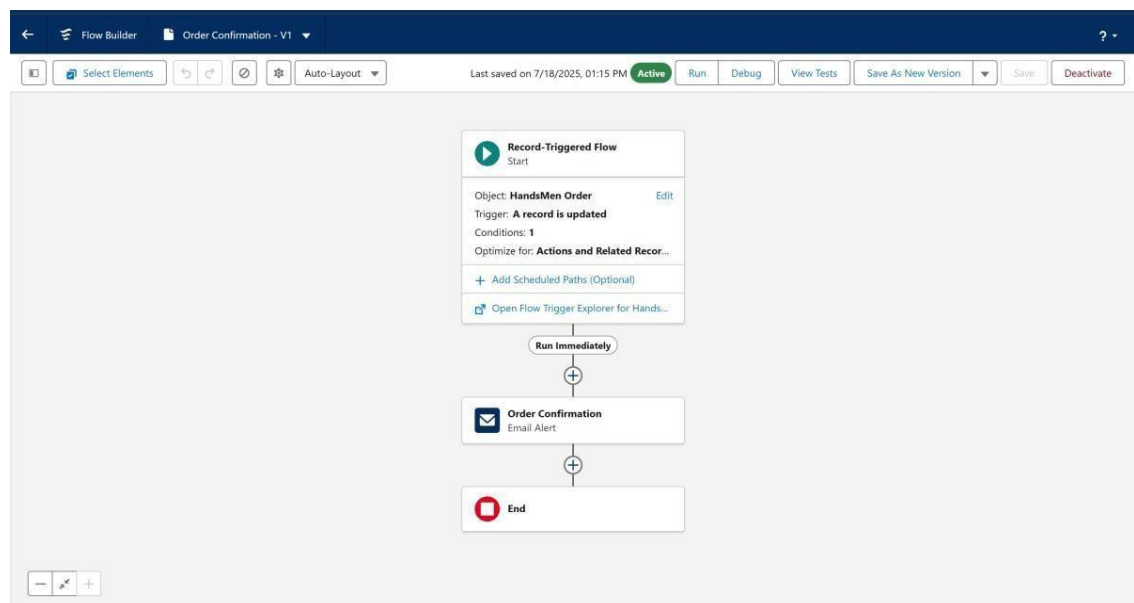 Flow Builder
Order Confirmation - V1
?
Select Elements
Auto-Layout
Last saved on 7/18/2025, 01:15 PM
Active
Run
Debug
View Tests
Save As New Version
Save
Deactivate
Record-Triggered Flow
Start
Object: HandsMen Order
Edit
Trigger: A record is updated
Conditions: 1
Optimize for: Actions and Related Recor...
+ Add Scheduled Paths (Optional)
Open Flow Trigger Explorer for Hands...
Run Immediately
Order Confirmation
Email Alert
End